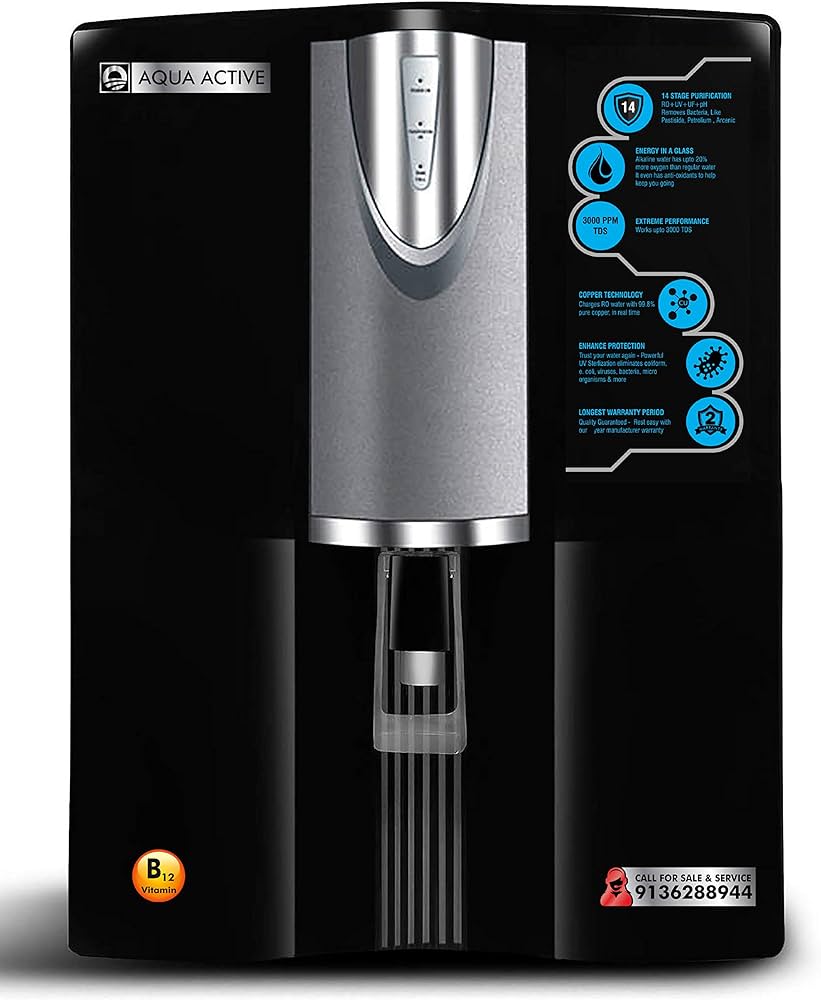 AQUA ACTIVE
14
14 STAGE PURIFICATION
RO+UV+UF+pH
Removes Bacteria, Like
Pestiside, Petrolium , Arcenic
ENERGY IN A GLASS
Alkaline water has upto 20%
more oxygen than regular water
It even has anti-oxidants to help
keep you going
3000 PPM
TDS
EXTREME PERFORMANCE
Works upto 3000 TDS
COPPER TECHNOLOGY
Charges RO water with 99.8%
pure copper, in real time
CU
ENHANCE PROTECTION
Trust your water again - Powerful
UV Sterlization eliminates coliform,
e. coli, viruses, bacteria, micro
organisms & more
LONGEST WARRANTY PERIOD
Quality Guaranteed - Rest easy with
our year manufacturer warranty
2
WARRANTY
B12
Vitamin
CALL FOR SALE & SERVICE
9136288944